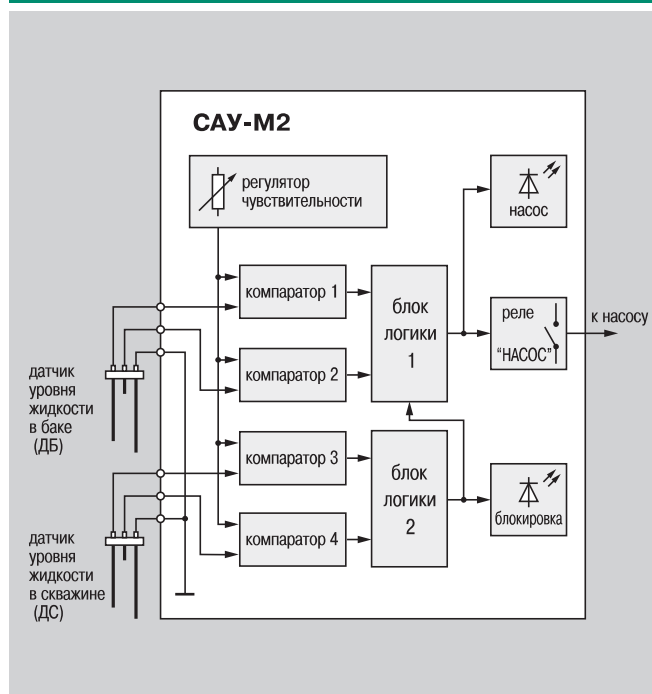 САУ-М2
регулятор
чувствительности
насос
компаратор 1
блок
логики
1
реле
"НАСОС"
к насосу
компаратор 2
датчик
уровня
жидкости
в баке
(ДБ)
компаратор 3
блок
логики
2
блокировка
компаратор 4
датчик
уровня
жидкости
в скважине
(ДС)